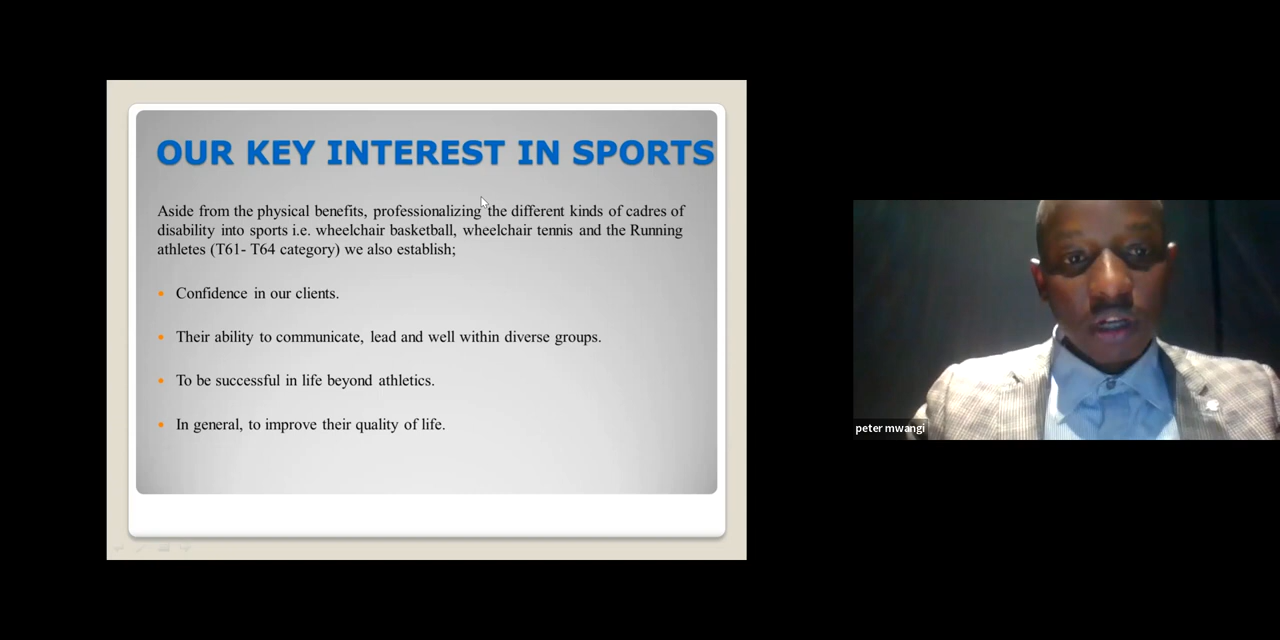 OUR KEY INTEREST IN SPORTS
Aside from the physical benefits, professionalizing the different kinds of cadres of
disability into sports i.e. wheelchair basketball, wheelchair tennis and the Running
athletes (T61- T64 category) we also establish;
• Confidence in our clients.
• Their ability to communicate, lead and well within diverse groups.
• To be successful in life beyond athletics.
• In general, to improve their quality of life.
peter mwangi